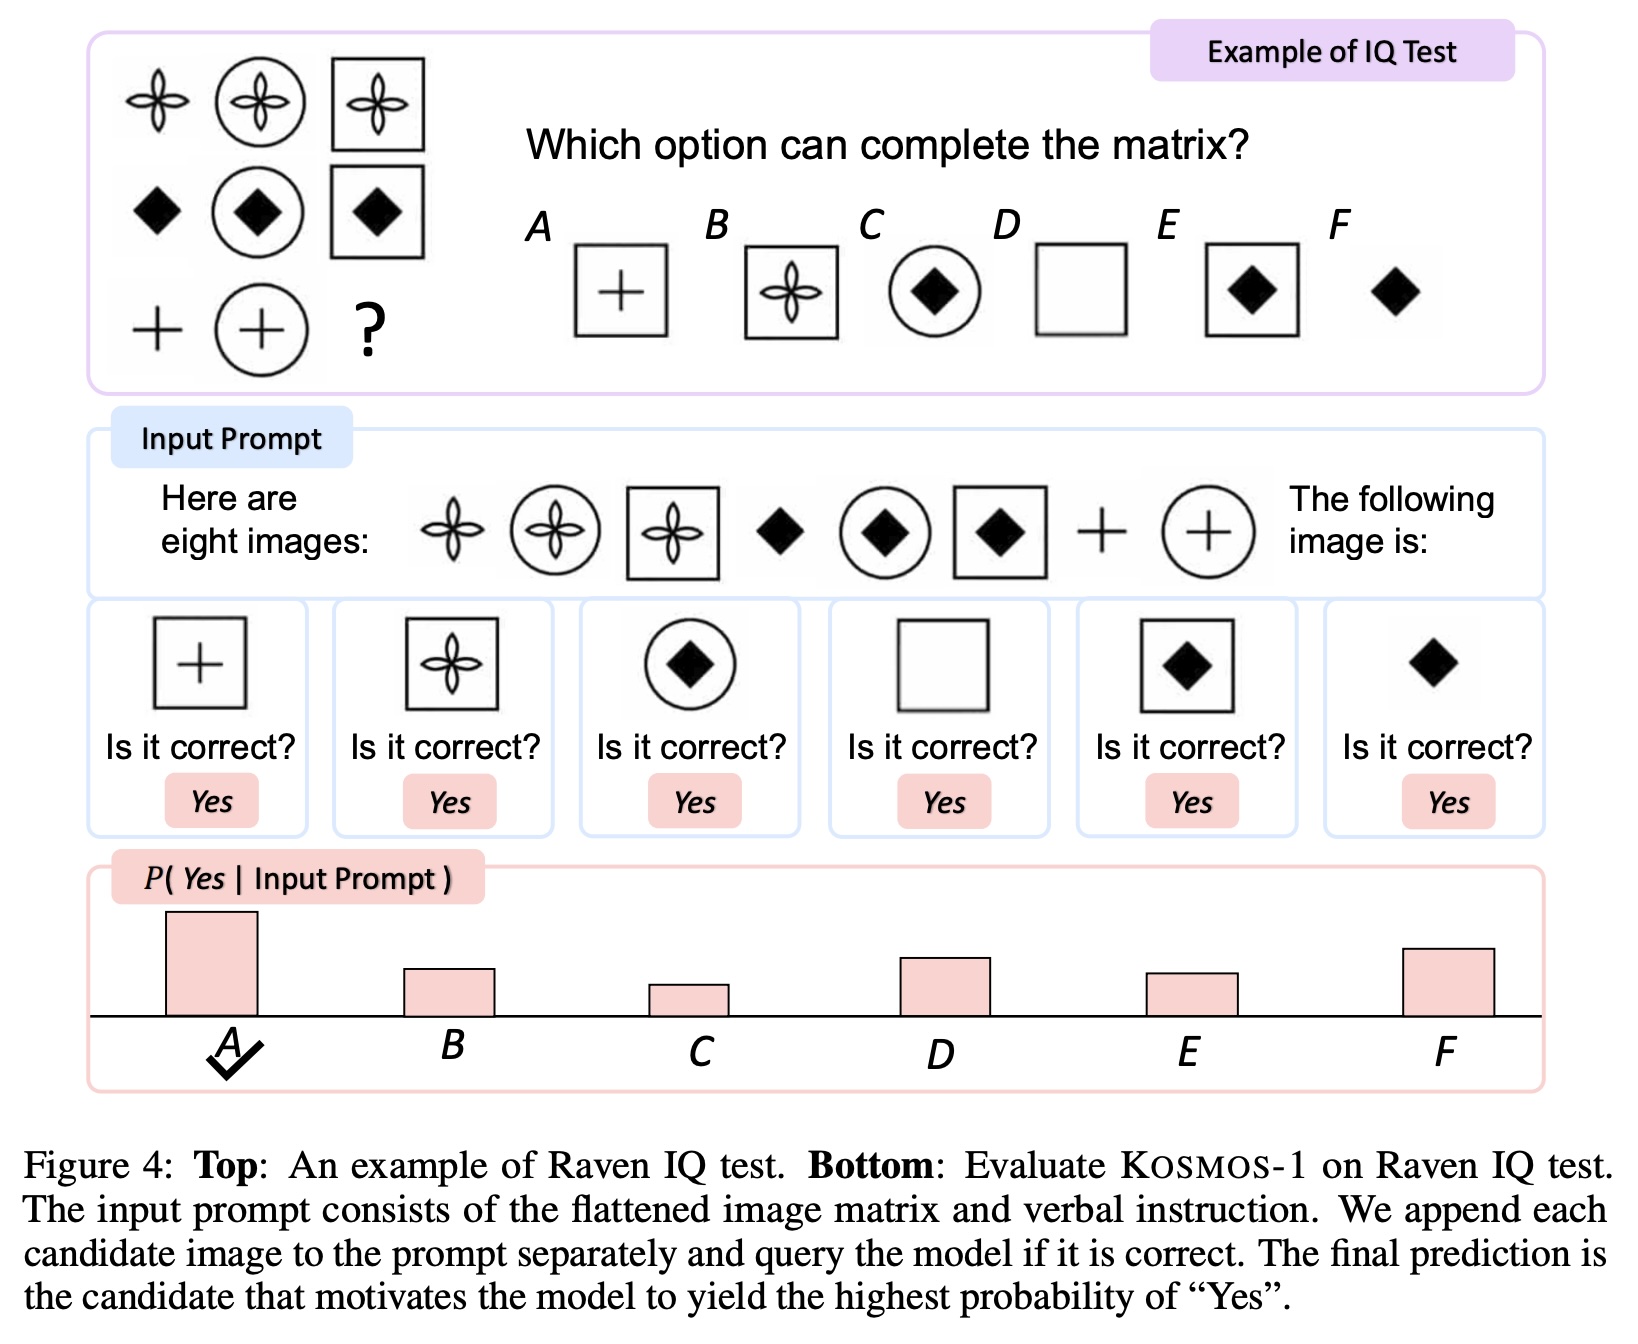 Example of IQ Test
Which option can complete the matrix?
A B C D E F
?
Input Prompt
Here are
eight images:
The following
image is:
Is it correct? Is it correct? Is it correct? Is it correct? Is it correct? Is it correct?
Yes Yes Yes Yes Yes Yes
P( Yes | Input Prompt )
A B C D E F
Figure 4: Top: An example of Raven IQ test. Bottom: Evaluate KOSMOS-1 on Raven IQ test.
The input prompt consists of the flattened image matrix and verbal instruction. We append each
candidate image to the prompt separately and query the model if it is correct. The final prediction is
the candidate that motivates the model to yield the highest probability of “Yes”.